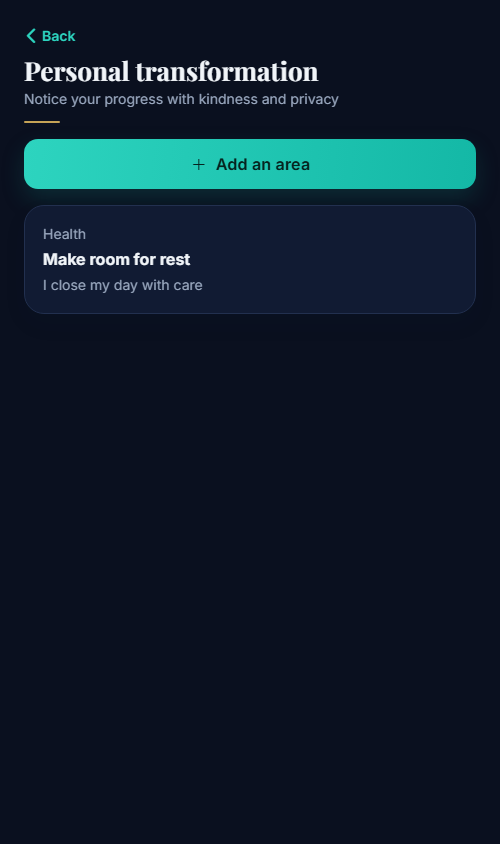 Back
Personal transformation
Notice your progress with kindness and privacy
+ Add an area
Health
Make room for rest
I close my day with care